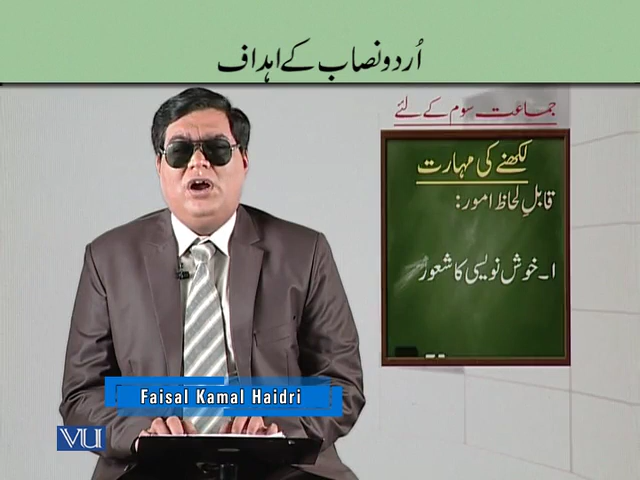 اُردو نصاب کے اہداف
جماعت سوم کے لئے
لکھنے کی مہارت
قابلِ لحاظ امور:
۱۔ خوش نویسی کا شعور
Faisal Kamal Haidri
VU